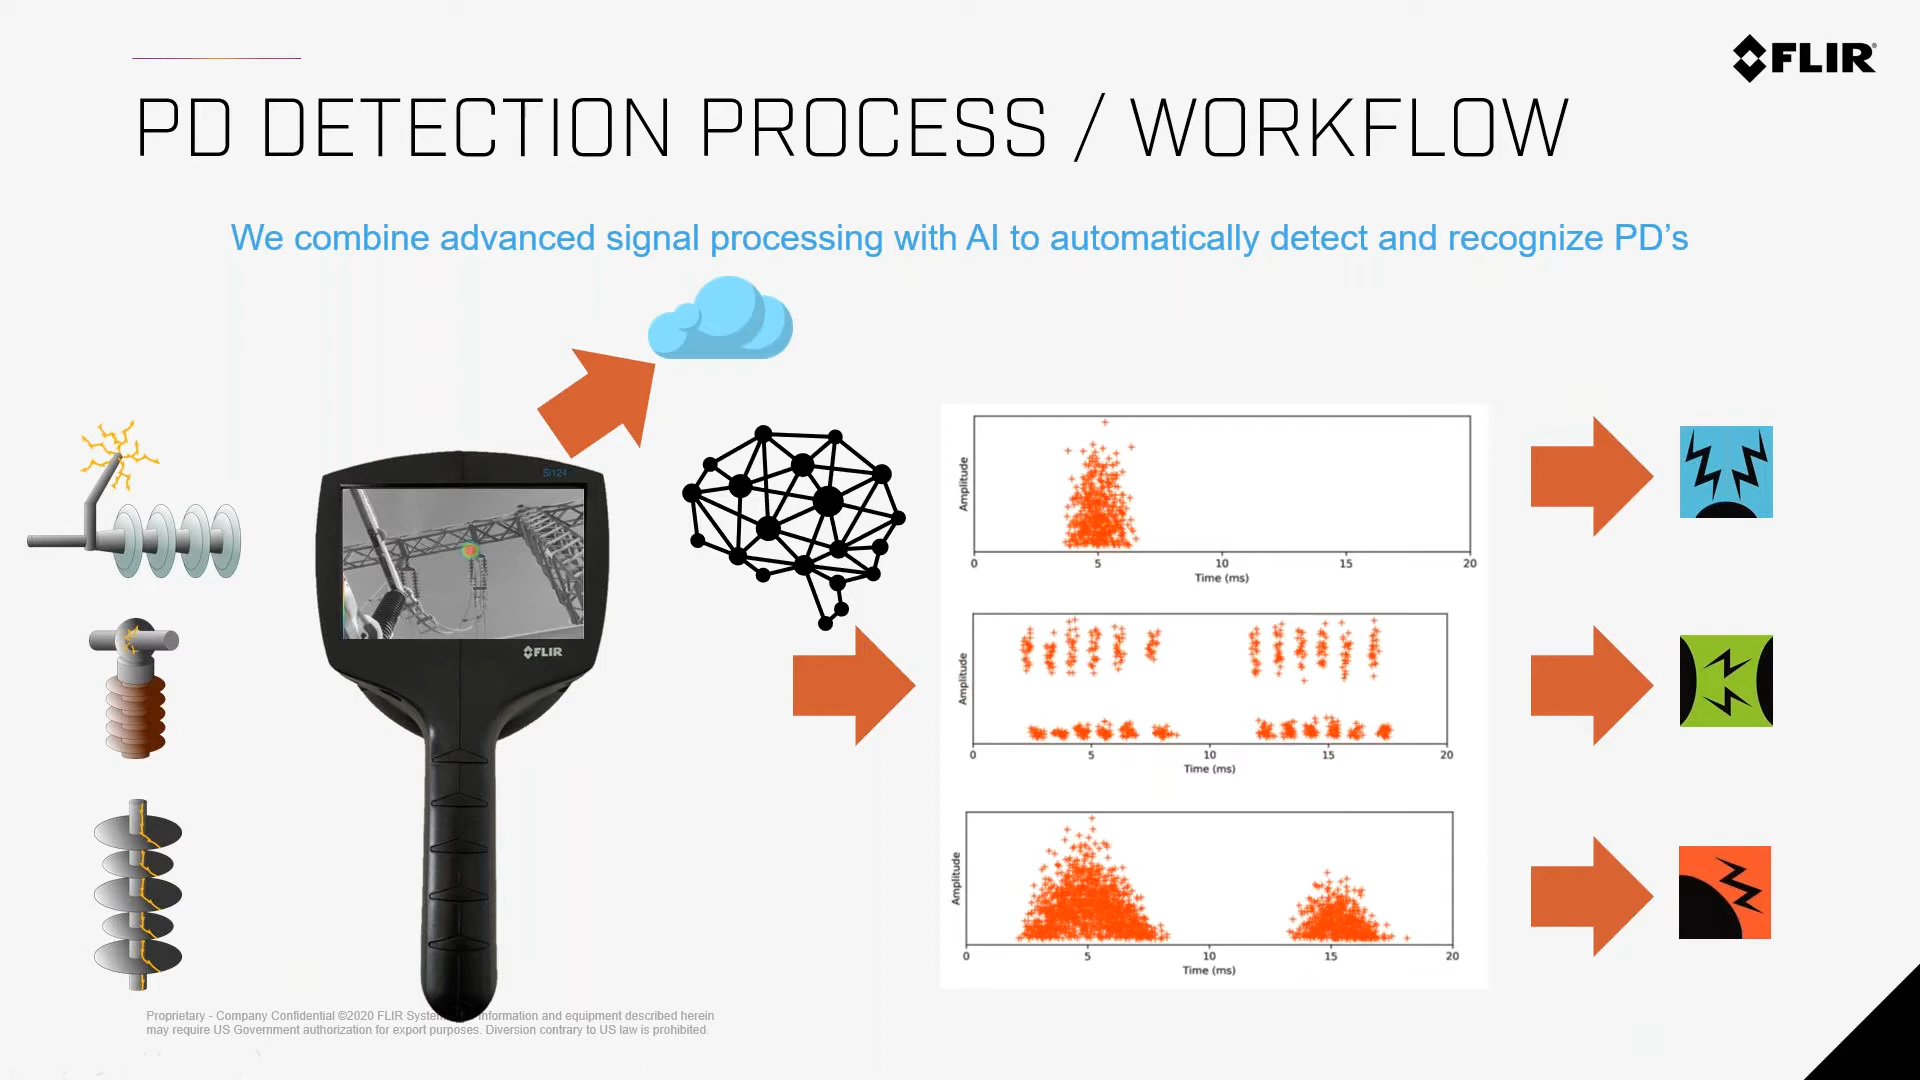 FLIR
PD DETECTION PROCESS / WORKFLOW
We combine advanced signal processing with AI to automatically detect and recognize PD's
Si124
FLIR
Amplitude
0 5 10 15 20
Time (ms)
Amplitude
0 5 10 15 20
Time (ms)
Amplitude
0 5 10 15 20
Time (ms)
Proprietary - Company Confidential ©2020 FLIR Information and equipment described herein
may require US Government authorization for export purposes. Diversion contrary to US law is prohibited.